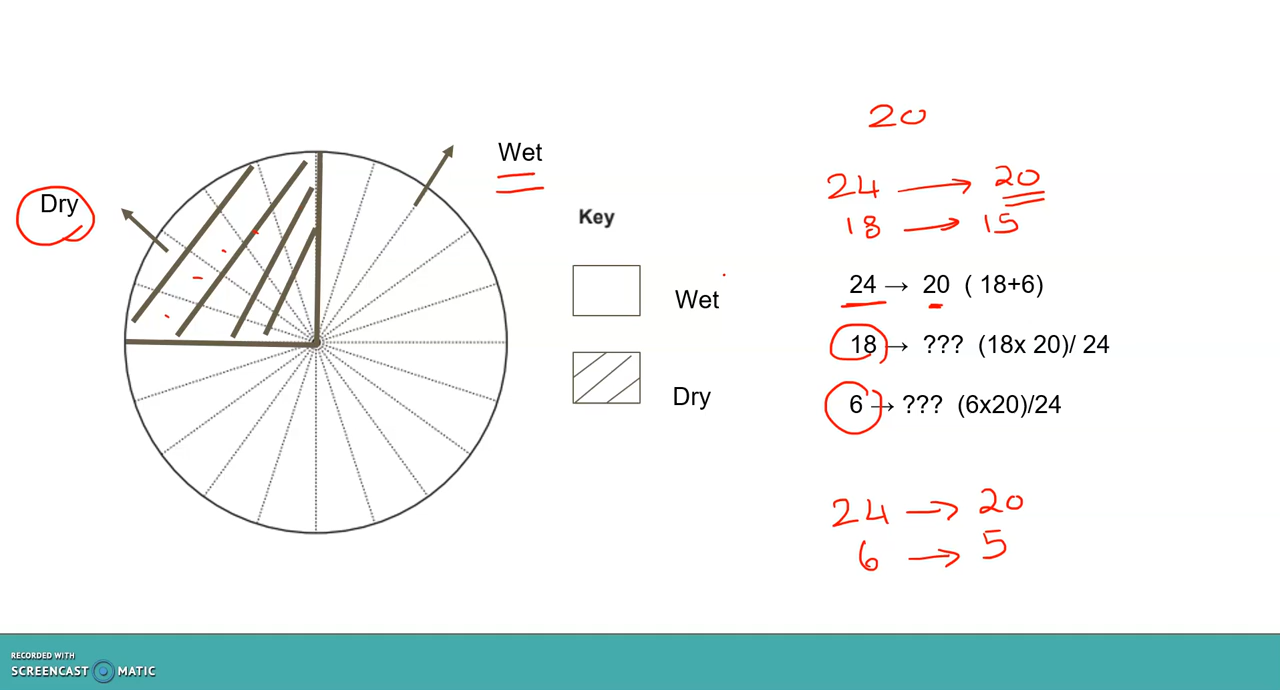 20
24 → 20
18 → 15
Wet
Dry
Key
Wet
Dry
24 → 20 ( 18+6)
18 → ??? (18x 20)/ 24
6 → ??? (6x20)/24
24 → 20
6 → 5
RECORDED WITH
SCREENCAST MATIC